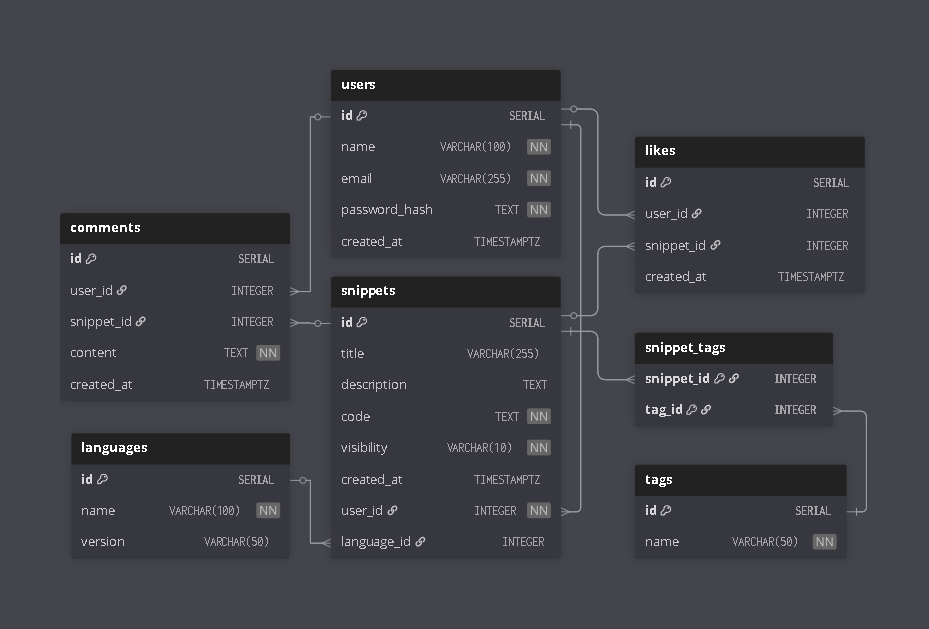 users
id SERIAL
name VARCHAR(100) NN
email VARCHAR(255) NN
password_hash TEXT NN
created_at TIMESTAMPTZ
likes
id SERIAL
user_id INTEGER
snippet_id INTEGER
created_at TIMESTAMPTZ
comments
id SERIAL
user_id INTEGER
snippet_id INTEGER
content TEXT NN
created_at TIMESTAMPTZ
snippets
id SERIAL
title VARCHAR(255)
description TEXT
code TEXT NN
visibility VARCHAR(10) NN
created_at TIMESTAMPTZ
user_id INTEGER NN
language_id INTEGER
snippet_tags
snippet_id INTEGER
tag_id INTEGER
languages
id SERIAL
name VARCHAR(100) NN
version VARCHAR(50)
tags
id SERIAL
name VARCHAR(50) NN